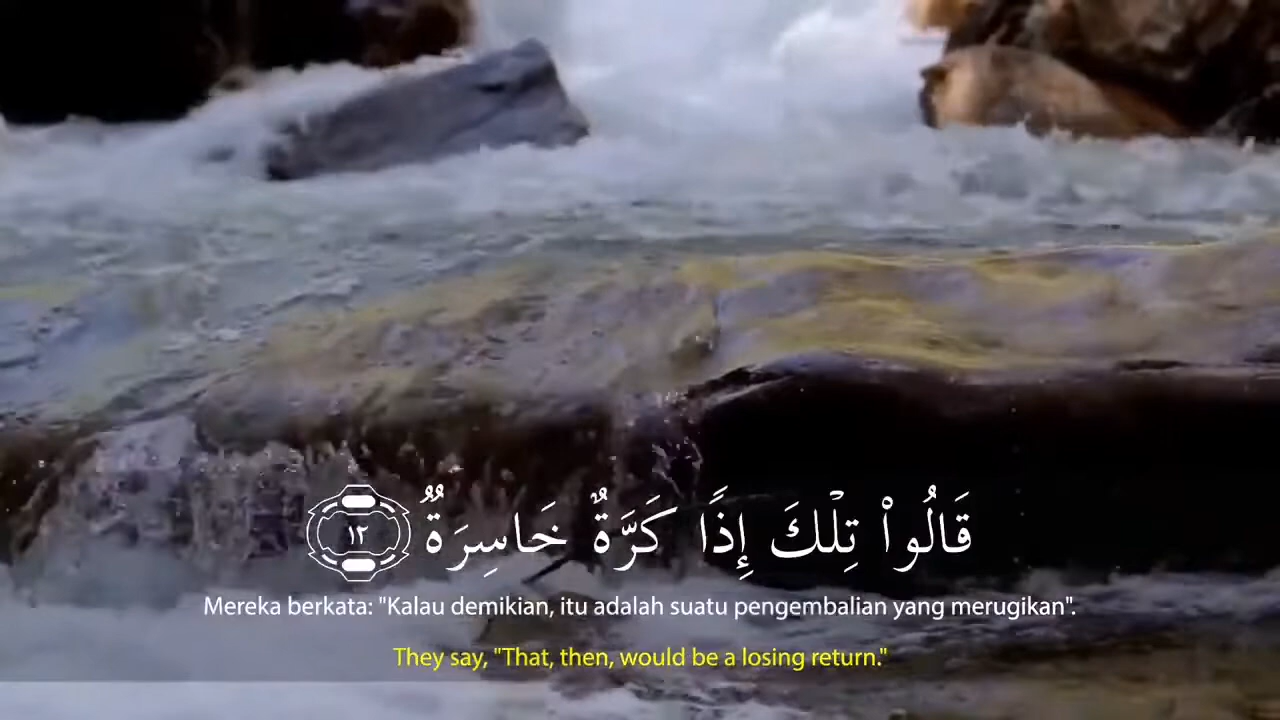 قَالُوا۟ تِلْكَ إِذًا كَرَّةٌ خَاسِرَةٌ ١٢
Mereka berkata: "Kalau demikian, itu adalah suatu pengembalian yang merugikan".
They say, "That, then, would be a losing return."